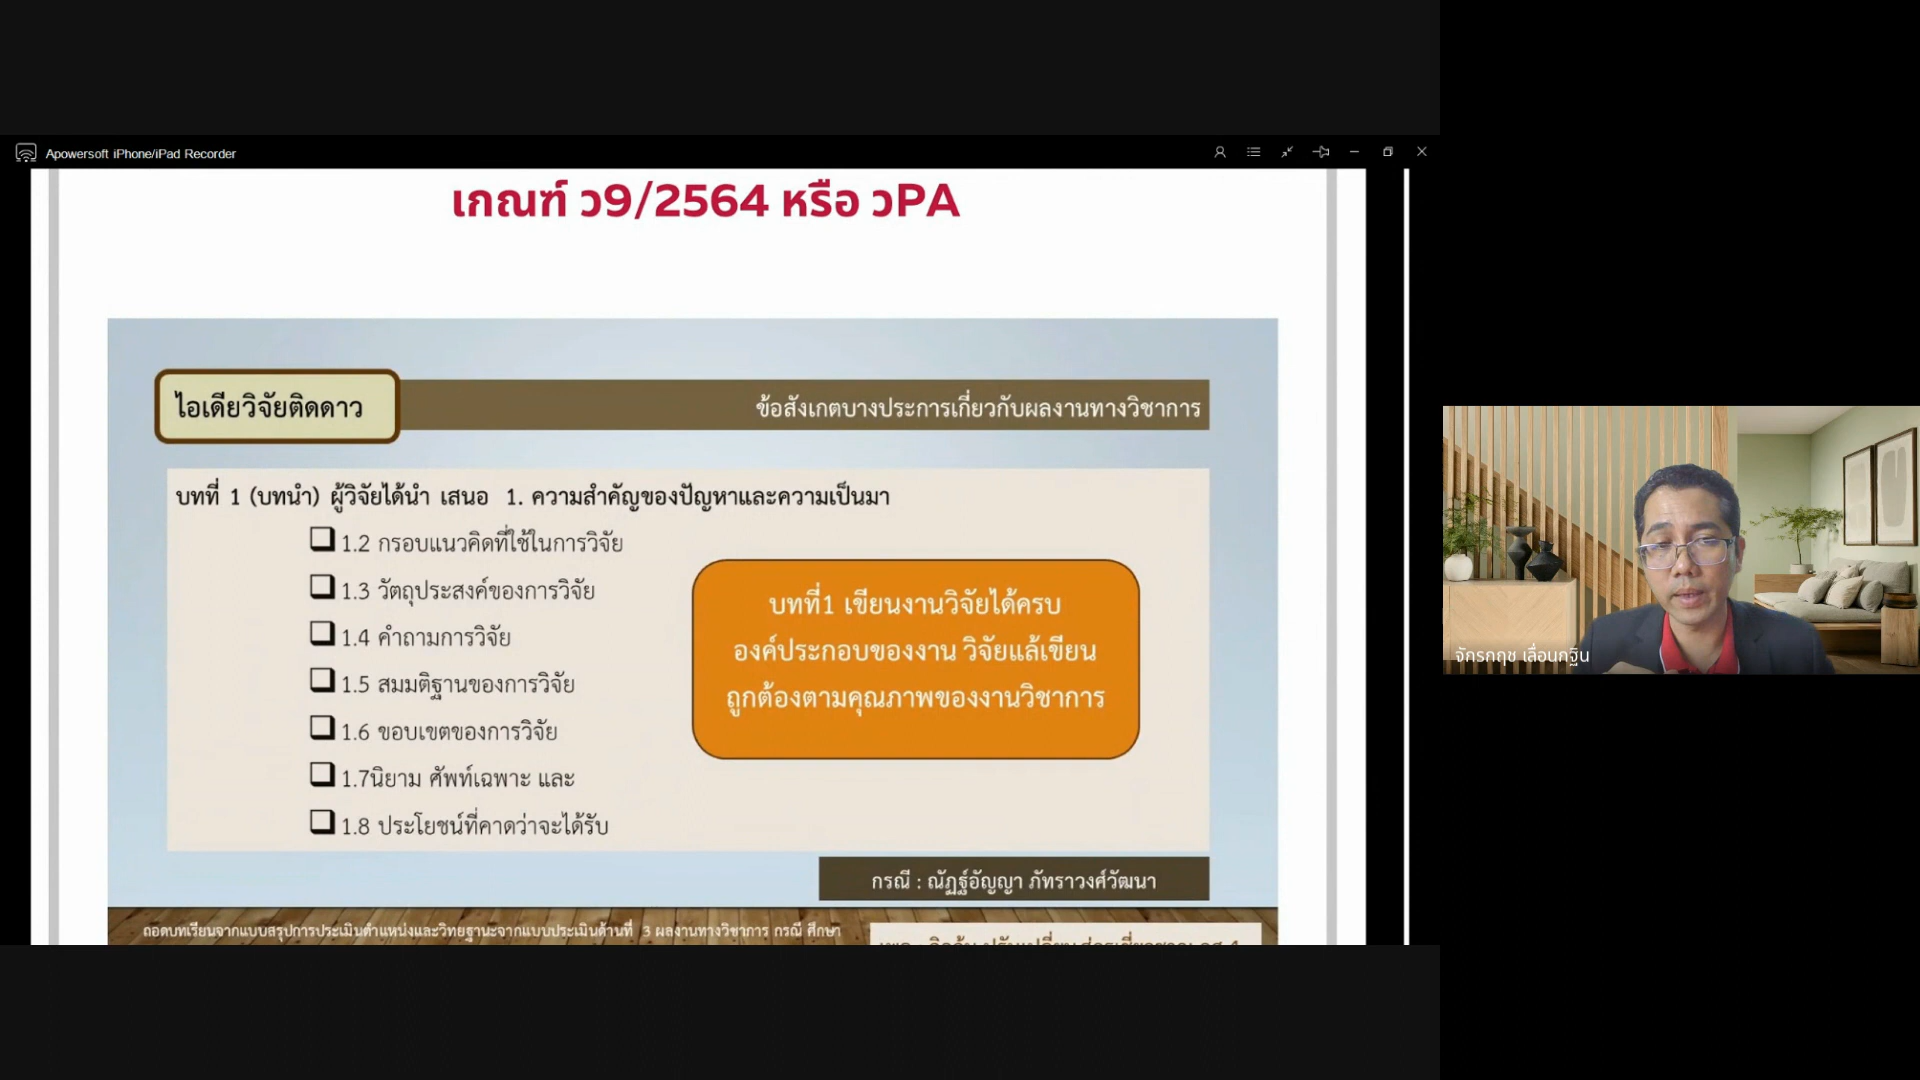 Apowersoft iPhone/iPad Recorder
เกณฑ์ ว9/2564 หรือ วPA
ไอเดียวิจัยติดดาว
ข้อสังเกตบางประการเกี่ยวกับผลงานทางวิชาการ
บทที่ 1 (บทนำ) ผู้วิจัยได้นำ เสนอ 1. ความสำคัญของปัญหาและความเป็นมา
1.2 กรอบแนวคิดที่ใช้ในการวิจัย
1.3 วัตถุประสงค์ของการวิจัย
1.4 คำถามการวิจัย
1.5 สมมติฐานของการวิจัย
1.6 ขอบเขตของการวิจัย
1.7นิยาม ศัพท์เฉพาะ และ
1.8 ประโยชน์ที่คาดว่าจะได้รับ
บทที่1 เขียนงานวิจัยได้ครบ
องค์ประกอบของงาน วิจัยแล้เขียน
ถูกต้องตามคุณภาพของงานวิชาการ
กรณี : ณัฏฐ์อัญญา ภัทราวงศ์วัฒนา
ถอดบทเรียนจากแบบสรุปการประเมินตำแหน่งและวิทยฐานะจากแบบประเมินด้านที่ 3 ผลงานทางวิชาการ กรณี ศึกษา
จักรกฤช เลื่อนกฐิน